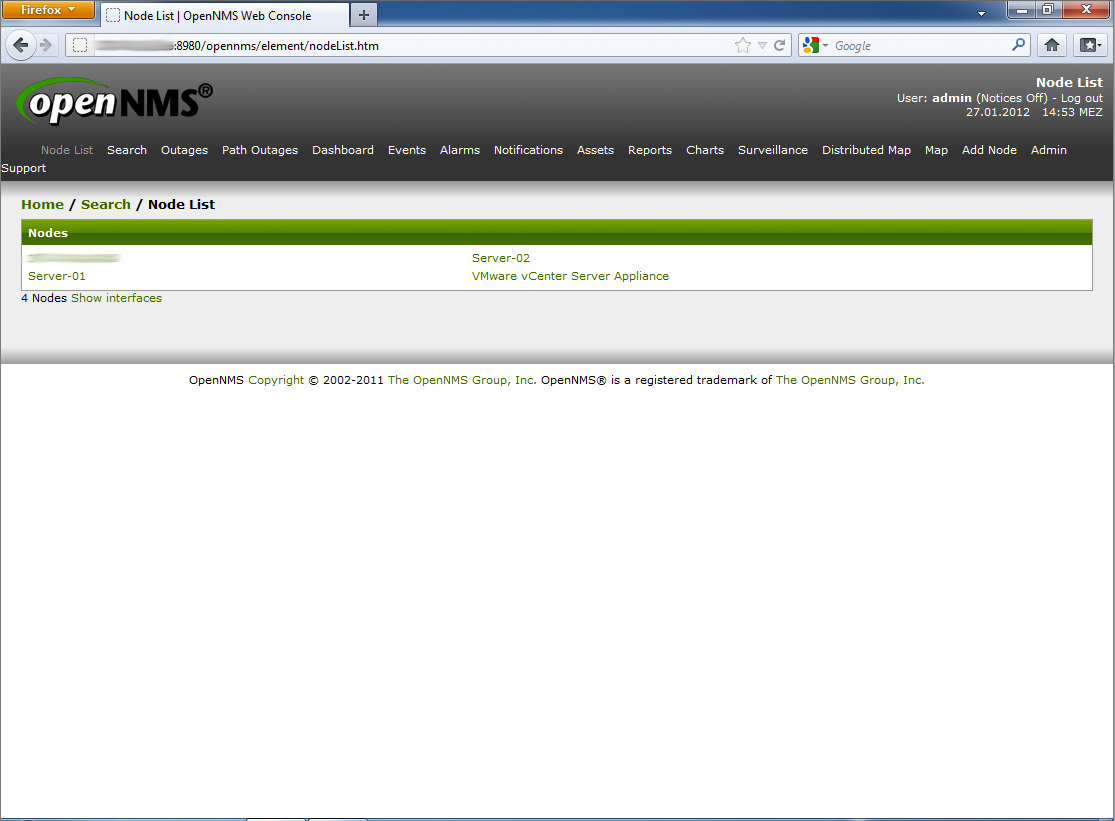 Firefox
Node List | OpenNMS Web Console
:8980/opennms/element/nodeList.htm
Google
openNMS®
Node List
User: admin (Notices Off) - Log out
27.01.2012 14:53 MEZ
Node List Search Outages Path Outages Dashboard Events Alarms Notifications Assets Reports Charts Surveillance Distributed Map Map Add Node Admin
Support
Home / Search / Node List
Nodes
Server-02
Server-01 VMware vCenter Server Appliance
4 Nodes Show interfaces
OpenNMS Copyright © 2002-2011 The OpenNMS Group, Inc. OpenNMS® is a registered trademark of The OpenNMS Group, Inc.